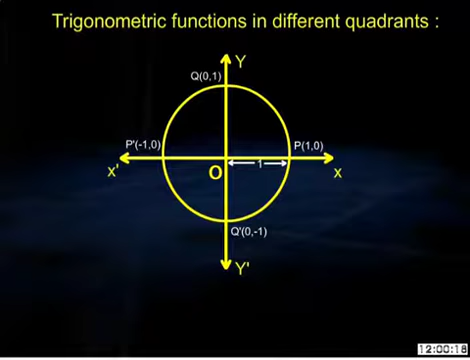 Trigonometric functions in different quadrants :
Y
Q(0,1)
P'(-1,0)
P(1,0)
1
X'
O
X
Q'(0,-1)
Y'
12:00:18